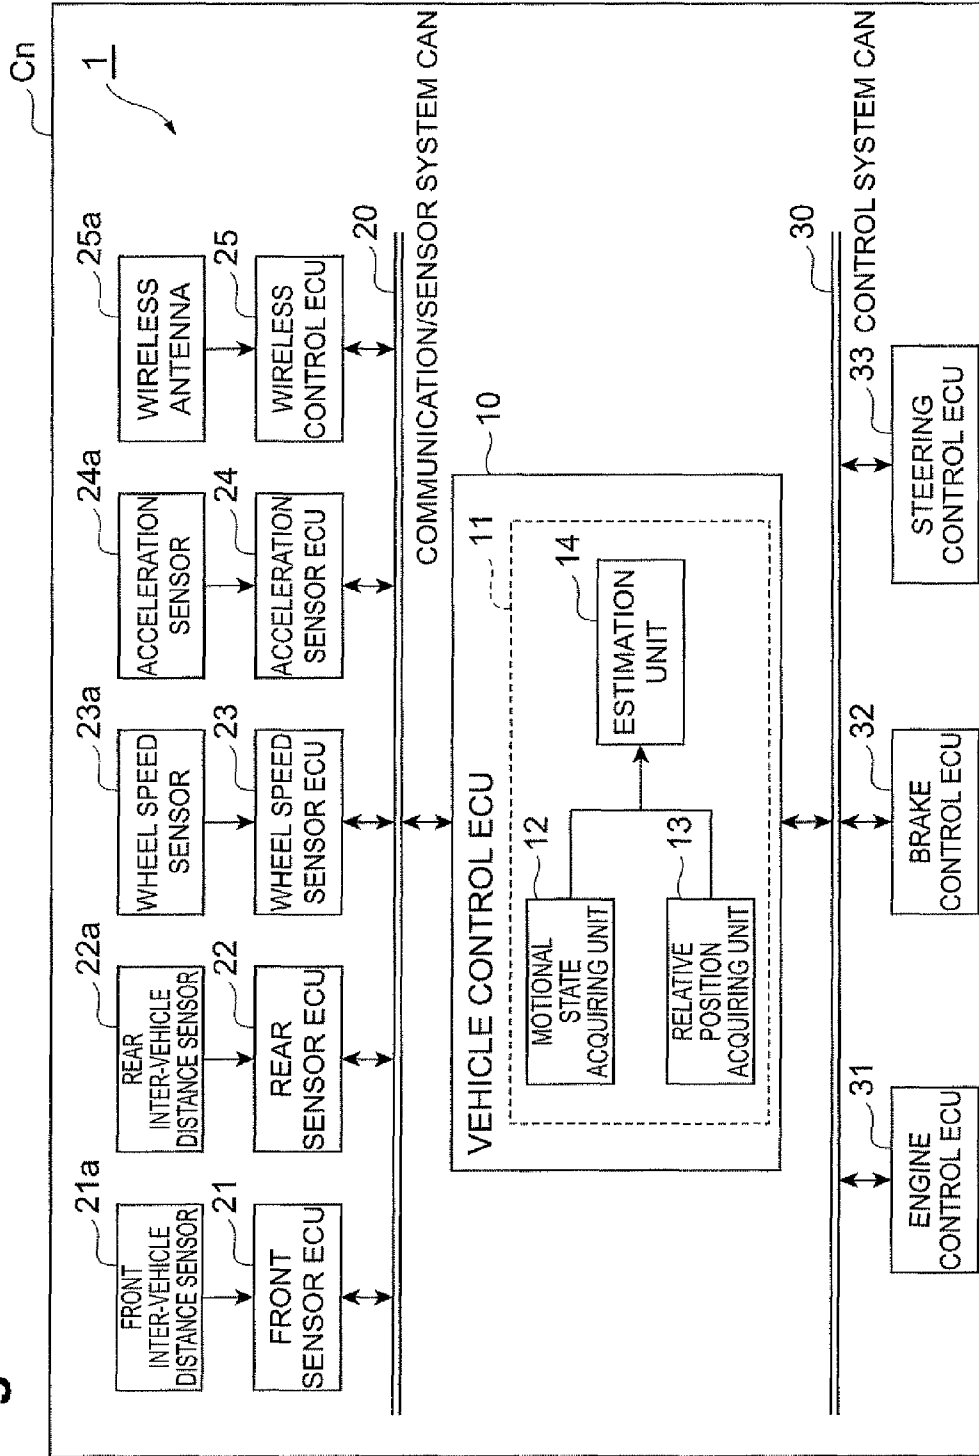 Cn
1
21a
FRONT
INTER-VEHICLE
DISTANCE SENSOR
22a
REAR
INTER-VEHICLE
DISTANCE SENSOR
23a
WHEEL SPEED
SENSOR
24a
ACCELERATION
SENSOR
25a
WIRELESS
ANTENNA
21
FRONT
SENSOR ECU
22
REAR
SENSOR ECU
23
WHEEL SPEED
SENSOR ECU
24
ACCELERATION
SENSOR ECU
25
WIRELESS
CONTROL ECU
20
COMMUNICATION/SENSOR SYSTEM CAN
10
VEHICLE CONTROL ECU
11
12
MOTIONAL
STATE
ACQUIRING UNIT
13
RELATIVE
POSITION
ACQUIRING UNIT
14
ESTIMATION
UNIT
30
CONTROL SYSTEM CAN
31
ENGINE
CONTROL ECU
32
BRAKE
CONTROL ECU
33
STEERING
CONTROL ECU